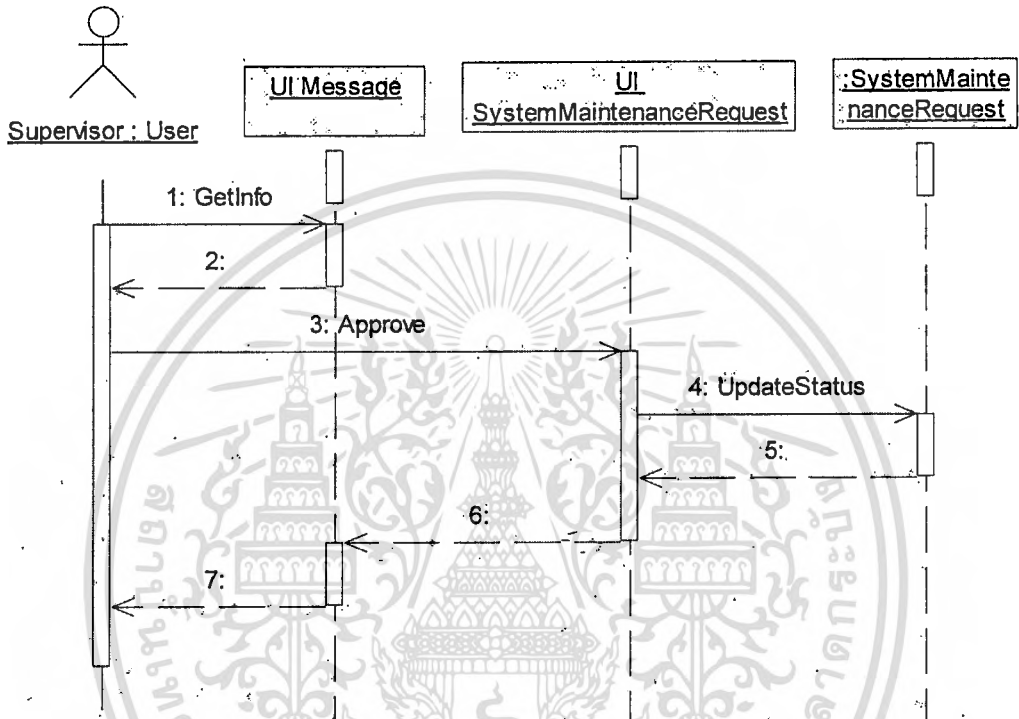 UI Message
UI
SystemMaintenanceRequest
:SystemMainte
nanceRequest
Supervisor : User
1: GetInfo
2:
3: Approve
4: UpdateStatus
5:
6:
7: